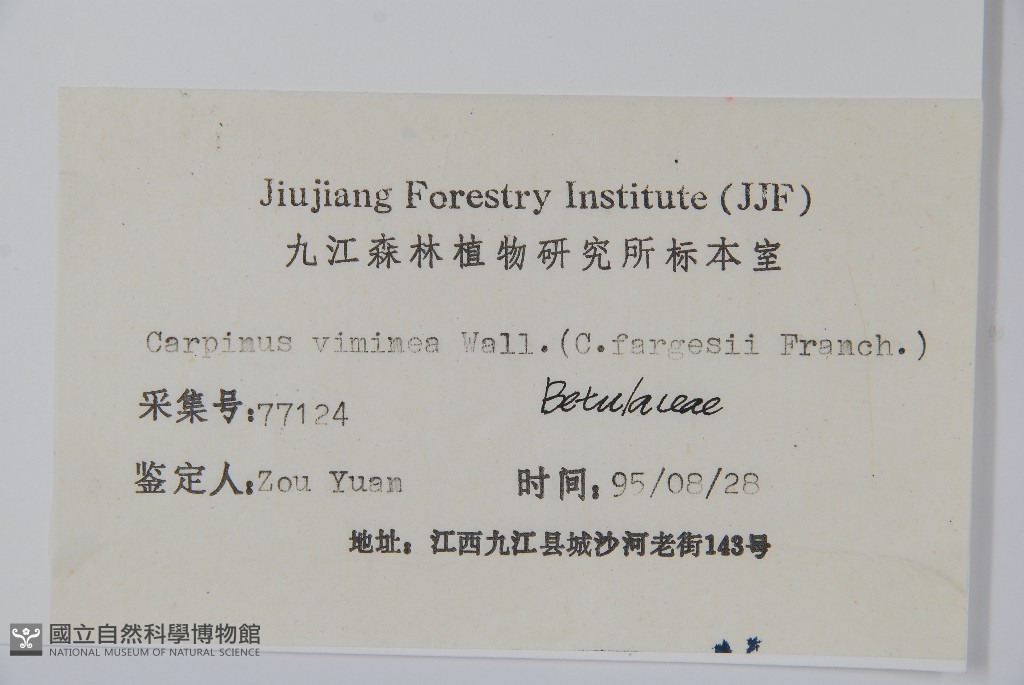 Jiujiang Forestry Institute (JJF)
九江森林植物研究所标本室
Carpinus viminea Wall.(C.fargesii Franch.)
采集号:77124
Betulaceae
鉴定人:Zou Yuan
时间:95/08/28
地址:江西九江县城沙河老街143号
國立自然科學博物館
NATIONAL MUSEUM OF NATURAL SCIENCE